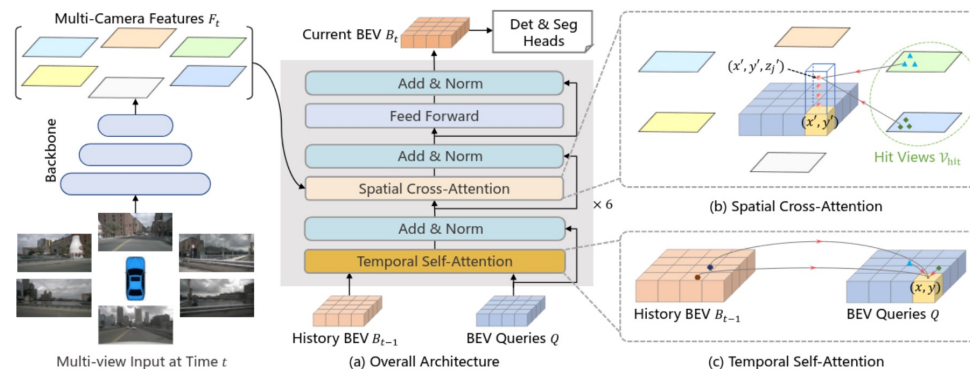 Multi-Camera Features F_t
Backbone
Multi-view Input at Time t
Current BEV B_t
Det & Seg
Heads
Add & Norm
Feed Forward
Add & Norm
Spatial Cross-Attention
× 6
Add & Norm
Temporal Self-Attention
History BEV B_{t−1}
BEV Queries Q
(a) Overall Architecture
(x′, y′, z_j′)
(x′, y′)
Hit Views 𝒱_hit
(b) Spatial Cross-Attention
(x, y)
History BEV B_{t−1}
BEV Queries Q
(c) Temporal Self-Attention